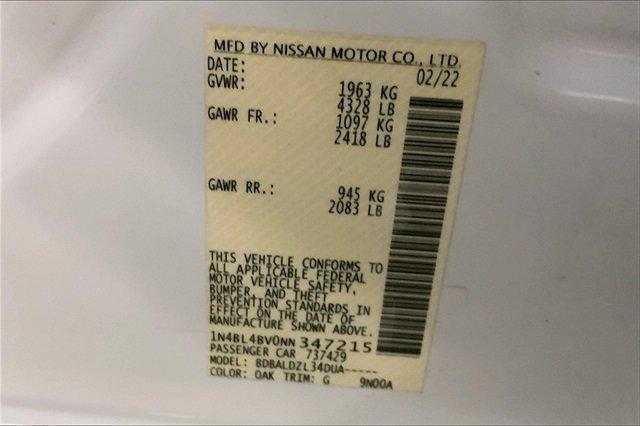 MFD BY NISSAN MOTOR CO., LTD.
DATE: 02/22
GVWR: 1963 KG
4328 LB
GAWR FR.: 1097 KG
2418 LB
GAWR RR.: 945 KG
2083 LB
THIS VEHICLE CONFORMS TO
ALL APPLICABLE FEDERAL
MOTOR VEHICLE SAFETY,
BUMPER, AND THEFT
PREVENTION STANDARDS IN
EFFECT ON THE DATE OF
MANUFACTURE SHOWN ABOVE.
1N4BL4BV0NN347215
PASSENGER CAR 737429
MODEL: BDBALDZL34DUA-----
COLOR: QAK TRIM: G 9N00A